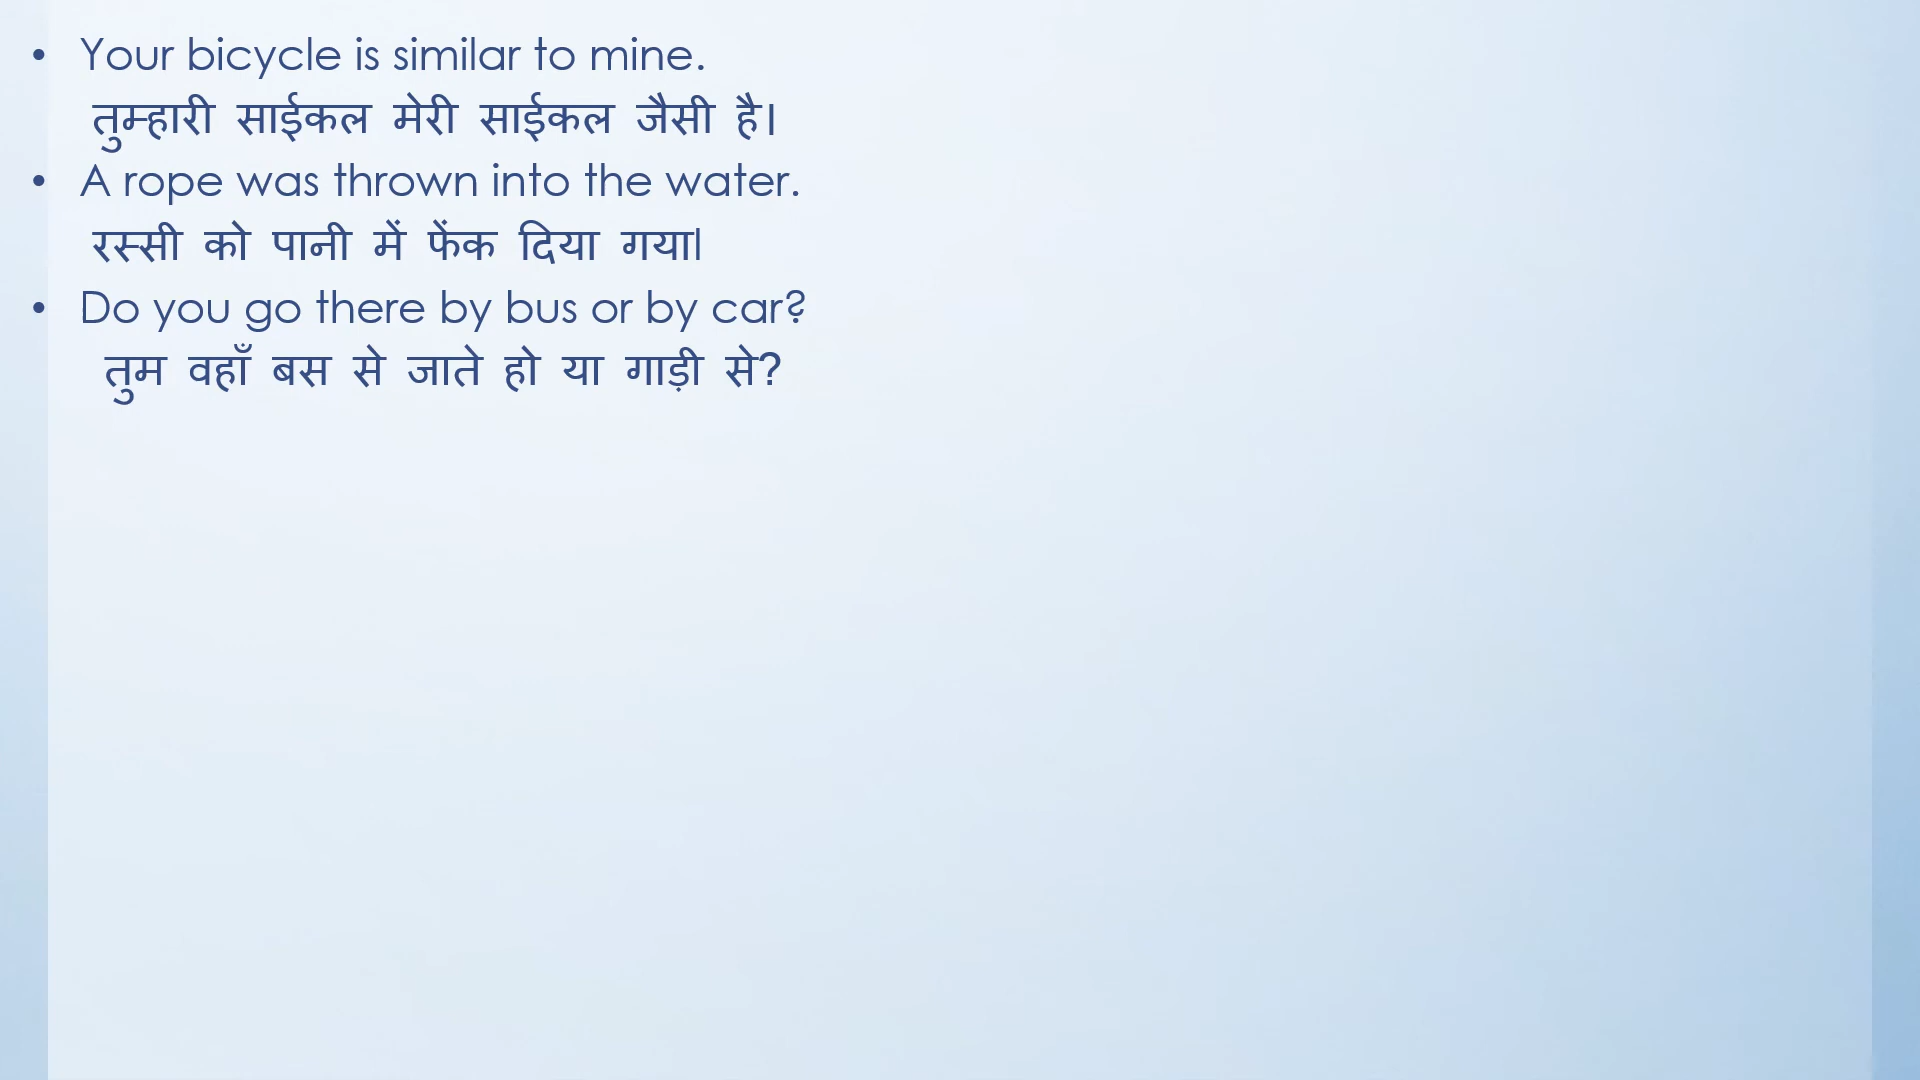 • Your bicycle is similar to mine.
तुम्हारी साईकल मेरी साईकल जैसी है।
• A rope was thrown into the water.
रस्सी को पानी में फेंक दिया गया|
• Do you go there by bus or by car?
तुम वहाँ बस से जाते हो या गाड़ी से?